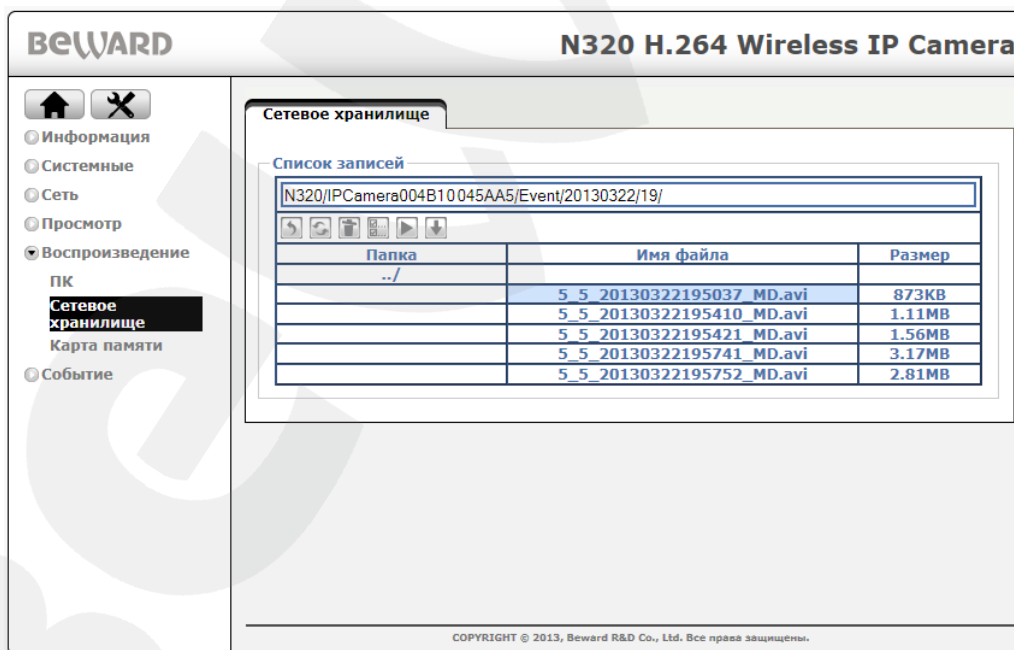 BEWARD
N320 H.264 Wireless IP Camera
Информация
Системные
Сеть
Просмотр
Воспроизведение
ПК
Сетевое
хранилище
Карта памяти
Событие
Сетевое хранилище
Список записей
N320/IPCamera004B10045AA5/Event/20130322/19/
Папка Имя файла Размер
../
5_5_20130322195037_MD.avi 873KB
5_5_20130322195410_MD.avi 1.11MB
5_5_20130322195421_MD.avi 1.56MB
5_5_20130322195741_MD.avi 3.17MB
5_5_20130322195752_MD.avi 2.81MB
COPYRIGHT © 2013, Beward R&D Co., Ltd. Все права защищены.